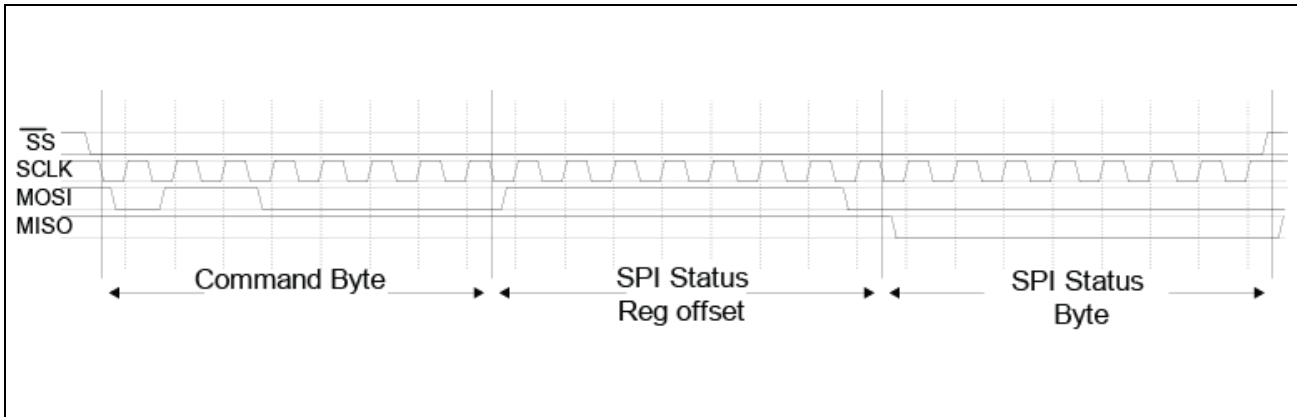 SS
SCLK
MOSI
MISO
Command Byte
SPI Status
Reg offset
SPI Status
Byte